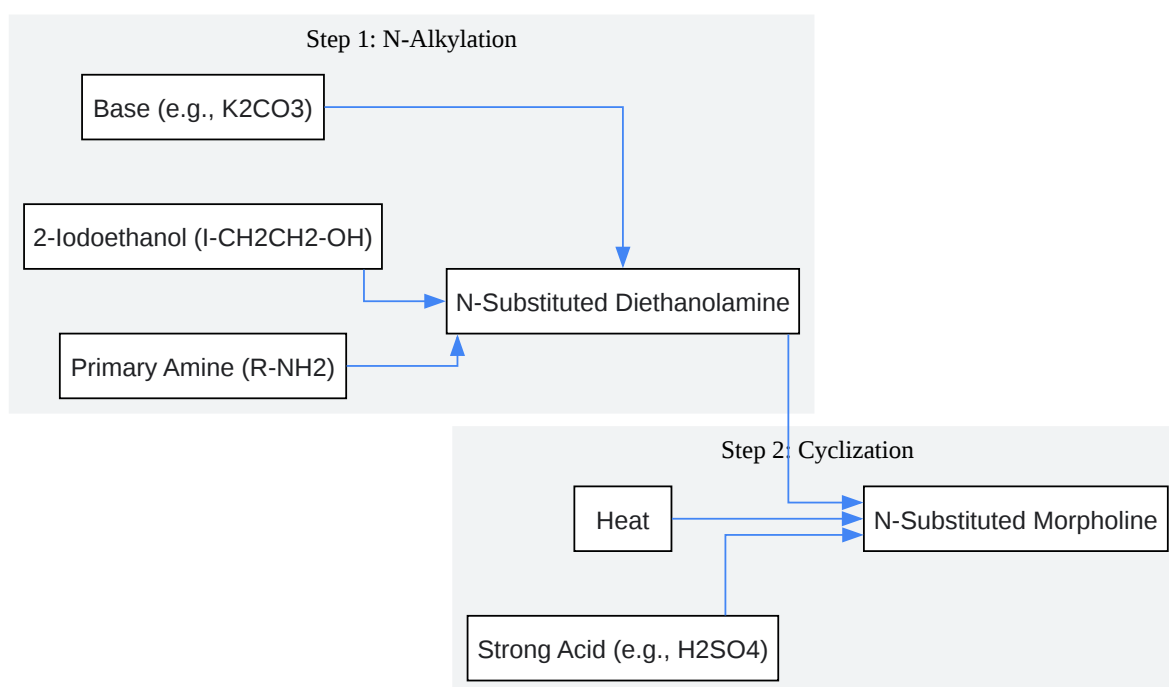 Step 1: N-Alkylation
Base (e.g., K2CO3)
2-Iodoethanol (I-CH2CH2-OH)
N-Substituted Diethanolamine
Primary Amine (R-NH2)
Step 2: Cyclization
Heat
N-Substituted Morpholine
Strong Acid (e.g., H2SO4)